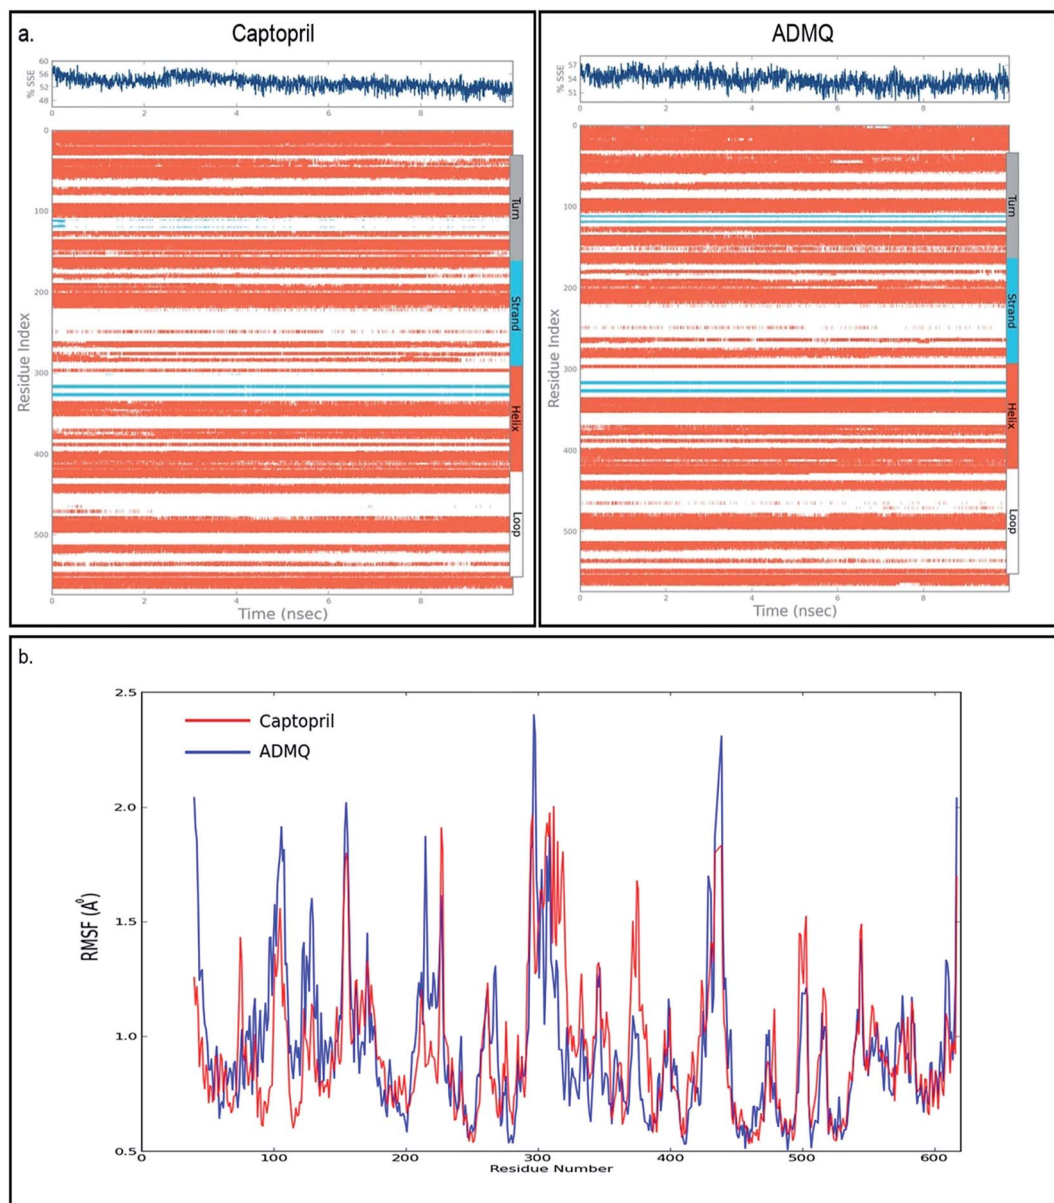 a.
Captopril
ADMQ
60
56
52
48
% SSE
0 2 4 6 8
57
54
51
% SSE
0 2 4 6 8
0
100
200
300
400
500
Residue Index
Turn
Strand
Helix
Loop
0 2 4 6 8
Time (nsec)
0
100
200
300
400
500
Residue Index
Turn
Strand
Helix
Loop
0 2 4 6 8
Time (nsec)
b.
2.5
2.0
1.5
1.0
0.5
RMSF (A⁰)
Captopril
ADMQ
0 100 200 300 400 500 600
Residue Number